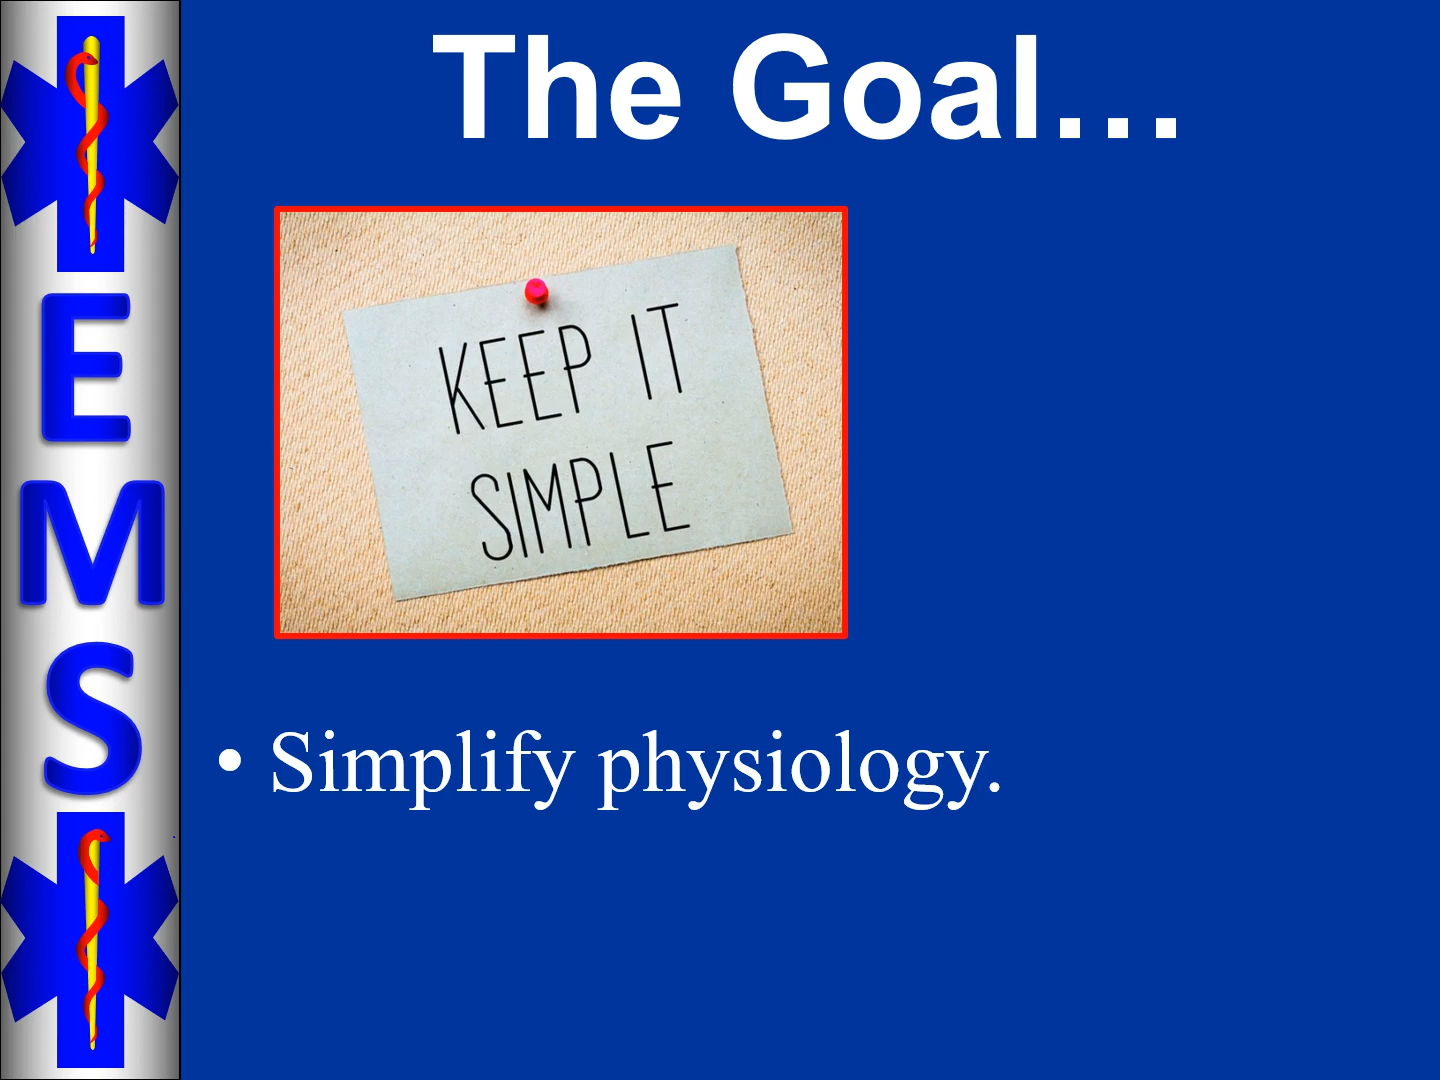 The Goal…
KEEP IT
SIMPLE
• Simplify physiology.
E
M
S